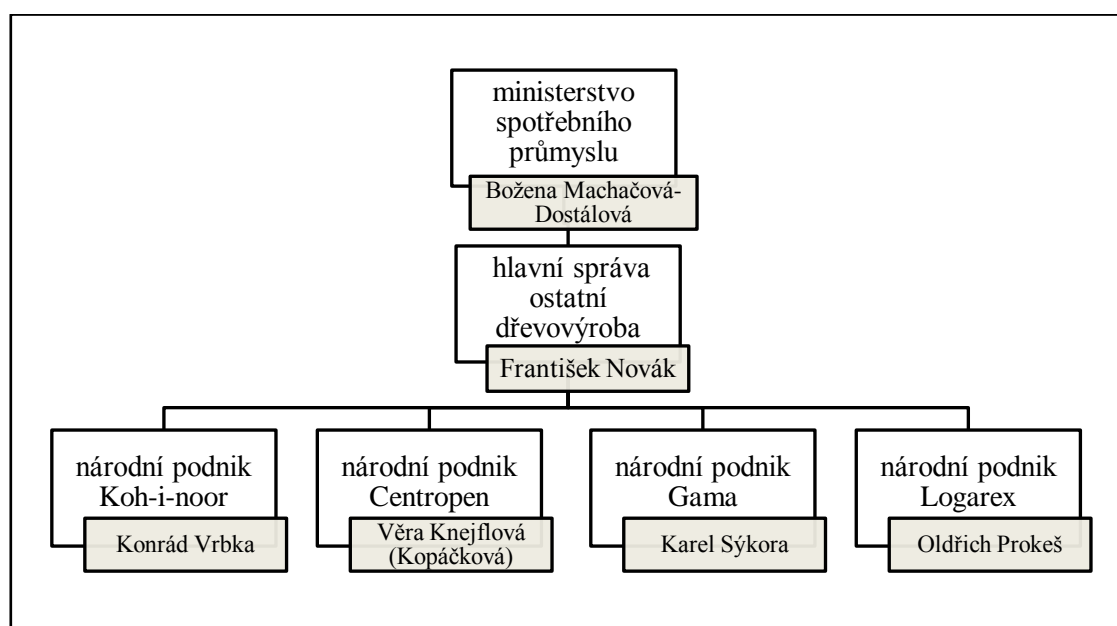 ministerstvo
spotřebního
průmyslu
Božena Machačová-
Dostálová
hlavní správa
ostatní
dřevovýroba
František Novák
národní podnik
Koh-i-noor
Konrád Vrbka
národní podnik
Centropen
Věra Knejflová
(Kopáčková)
národní podnik
Gama
Karel Sýkora
národní podnik
Logarex
Oldřich Prokeš